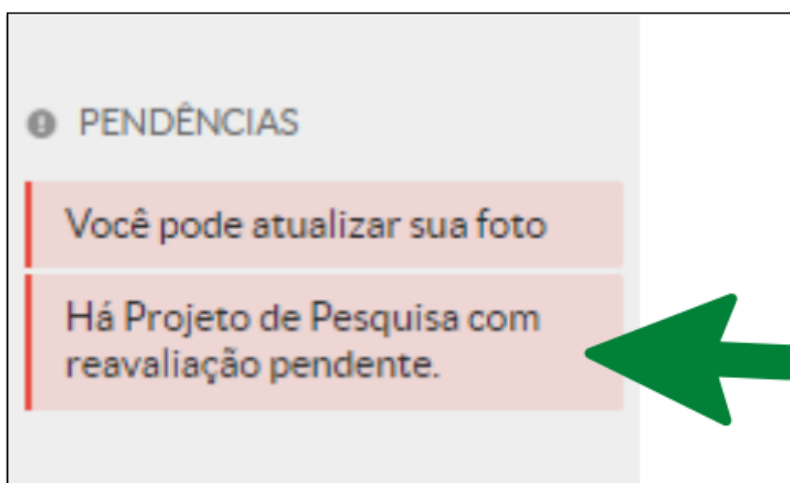 PENDÊNCIAS
Você pode atualizar sua foto
Há Projeto de Pesquisa com
reavaliação pendente.